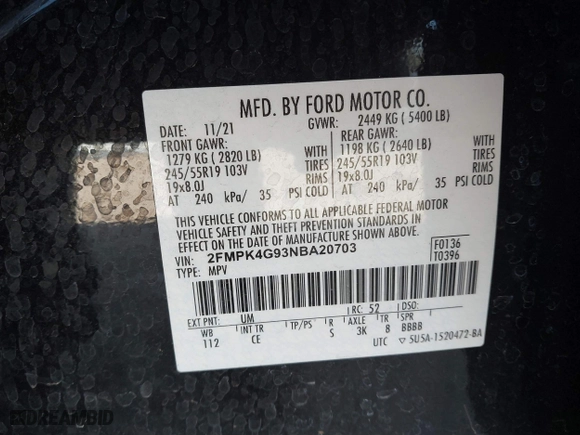 MFD. BY FORD MOTOR CO.
DATE: 11/21 GVWR: 2449 KG ( 5400 LB)
FRONT GAWR: REAR GAWR:
1279 KG ( 2820 LB) WITH 1198 KG ( 2640 LB) WITH
245/55R19 103V TIRES 245/55R19 103V TIRES
19x8.0J RIMS 19x8.0J RIMS
AT 240 kPa/ 35 PSI COLD AT 240 kPa/ 35 PSI COLD
THIS VEHICLE CONFORMS TO ALL APPLICABLE FEDERAL MOTOR
VEHICLE SAFETY AND THEFT PREVENTION STANDARDS IN
EFFECT ON THE DATE OF MANUFACTURE SHOWN ABOVE.
VIN: 2FMPK4G93NBA20703 F0136
TYPE: MPV T0396
EXT PNT: UM RC: 52 DSO:
WB INT TR TP/PS R AXLE TR SPR
112 CE S 3K 8 BBBB
UTC ▽ 5U5A-1520472-BA
DREAMBID